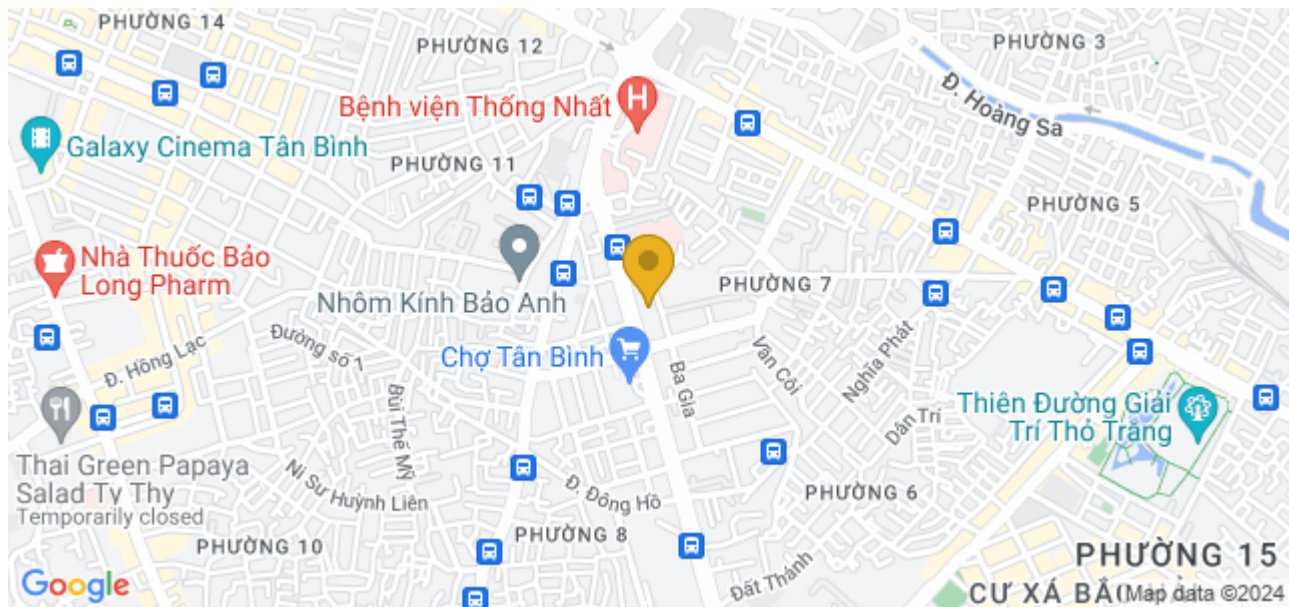 PHƯỜNG 14
PHƯỜNG 12
PHƯỜNG 3
Bệnh viện Thống Nhất
H
Đ. Hoàng Sa
Galaxy Cinema Tân Bình
PHƯỜNG 11
PHƯỜNG 5
Nhà Thuốc Bảo
Long Pharm
PHƯỜNG 7
Nhôm Kính Bảo Anh
Đ. Hồng Lạc
Đường số 1
Chợ Tân Bình
Ba Gia
Vân Côi
Nghĩa Phát
Bùi Thế Mỹ
Dân Trí
Thiên Đường Giải
Trí Thỏ Trắng
Thai Green Papaya
Salad Ty Thy
Temporarily closed
Ni Sư Huỳnh Liên
Đ. Đông Hồ
PHƯỜNG 6
PHƯỜNG 10
PHƯỜNG 8
PHƯỜNG 15
Đất Thánh
CƯ XÁ
Google
Map data ©2024